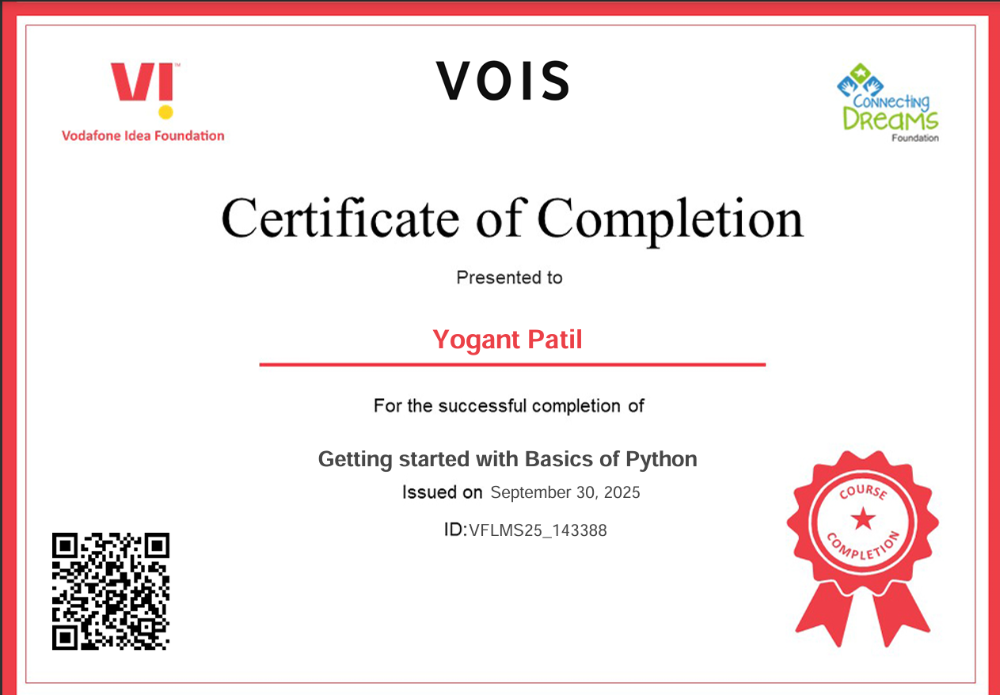 VI™
Vodafone Idea Foundation
VOIS
Connecting
Dreams
Foundation
Certificate of Completion
Presented to
Yogant Patil
For the successful completion of
Getting started with Basics of Python
Issued on September 30, 2025
ID:VFLMS25_143388
COURSE
COMPLETION